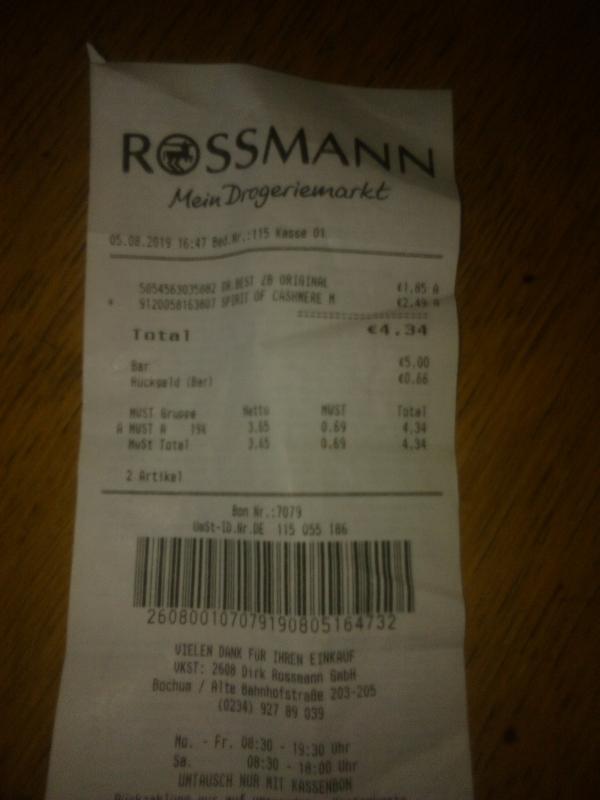 ROSSMANN
Mein Drogeriemarkt
05.08.2019 16:47 Bed.Nr.:115 Kasse 01
5054563035082 DR.BEST ZB ORIGINAL €1,85 A
* 9120058163807 SPIRIT OF CASHMERE M €2,49 A
Total €4.34
Bar €5.00
Rückgeld (Bar) €0.66
MWST Gruppe Netto MWST Total
A MWST A 19% 3.65 0.69 4.34
MwSt Total 3.65 0.69 4.34
2 Artikel
Bon Nr.:7079
UmSt-ID.Nr.DE 115 055 186
260800107079190805164732
VIELEN DANK FÜR IHREN EINKAUF
VKST: 2608 Dirk Rossmann GmbH
Bochum / Alte Bahnhofstraße 203-205
(0234) 927 89 039
Mo. - Fr. 08:30 - 19:30 Uhr
Sa. 08:30 - 18:00 Uhr
UMTAUSCH NUR MIT KASSENBON